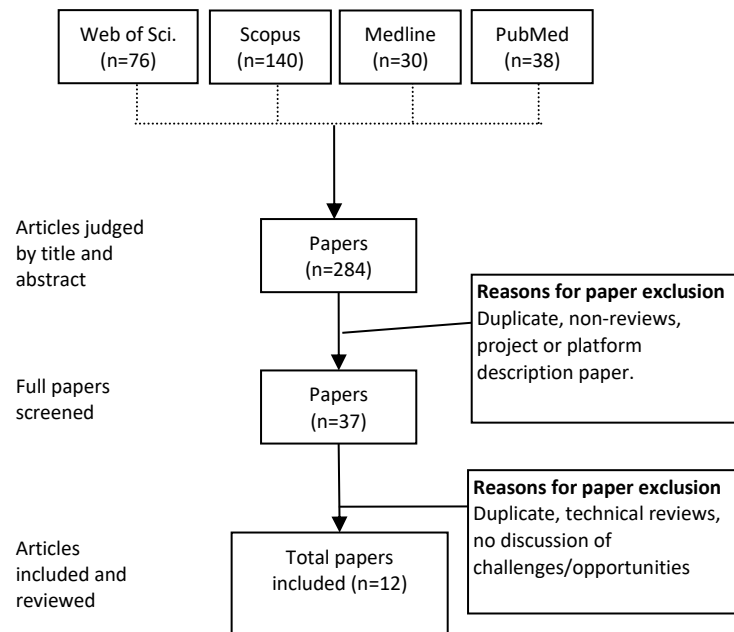 Web of Sci.
(n=76)
Scopus
(n=140)
Medline
(n=30)
PubMed
(n=38)
Articles judged
by title and
abstract
Papers
(n=284)
Reasons for paper exclusion
Duplicate, non-reviews,
project or platform
description paper.
Full papers
screened
Papers
(n=37)
Reasons for paper exclusion
Duplicate, technical reviews,
no discussion of
challenges/opportunities
Articles
included and
reviewed
Total papers
included (n=12)